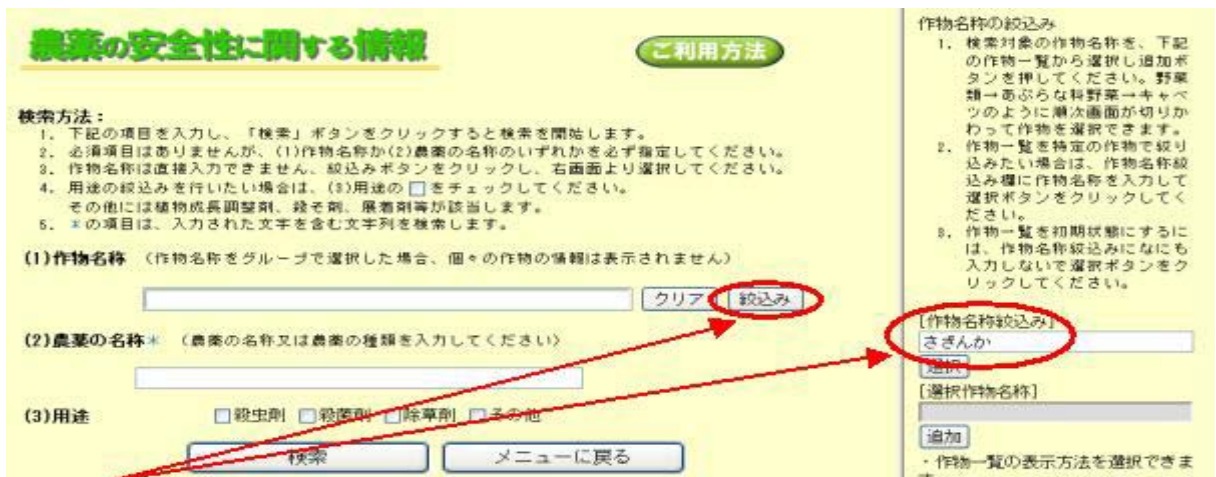 農薬の安全性に関する情報
ご利用方法
検索方法：
1. 下記の項目を入力し、「検索」ボタンをクリックすると検索を開始します。
2. 必須項目はありませんが、(1)作物名称か(2)農薬の名称のいずれかを必ず指定してください。
3. 作物名称は直接入力できません、絞込みボタンをクリックし、右画面より選択してください。
4. 用途の絞込みを行いたい場合は、(3)用途の□をチェックしてください。
その他には植物成長調整剤、殺そ剤、展着剤等が該当します。
5. *の項目は、入力された文字を含む文字列を検索します。
(1)作物名称 （作物名称をグループで選択した場合、個々の作物の情報は表示されません）
クリア 絞込み
(2)農薬の名称* （農薬の名称又は農薬の種類を入力してください）
(3)用途 □殺虫剤 □殺菌剤 □除草剤 □その他
検索 メニューに戻る
作物名称の絞込み
1. 検索対象の作物名称を、下記
の作物一覧から選択し追加ボ
タンを押してください。野菜
類→あぶらな科野菜→キャベ
ツのように順次画面が切りか
わって作物を選択できます。
2. 作物一覧を特定の作物で絞り
込みたい場合は、作物名称絞
込み欄に作物名称を入力して
選択ボタンをクリックしてく
ださい。
3. 作物一覧を初期状態にするに
は、作物名称絞込みになにも
入力しないで選択ボタンをク
リックしてください。
[作物名称絞込み]
さざんか
選択
[選択作物名称]
追加
・作物一覧の表示方法を選択できま